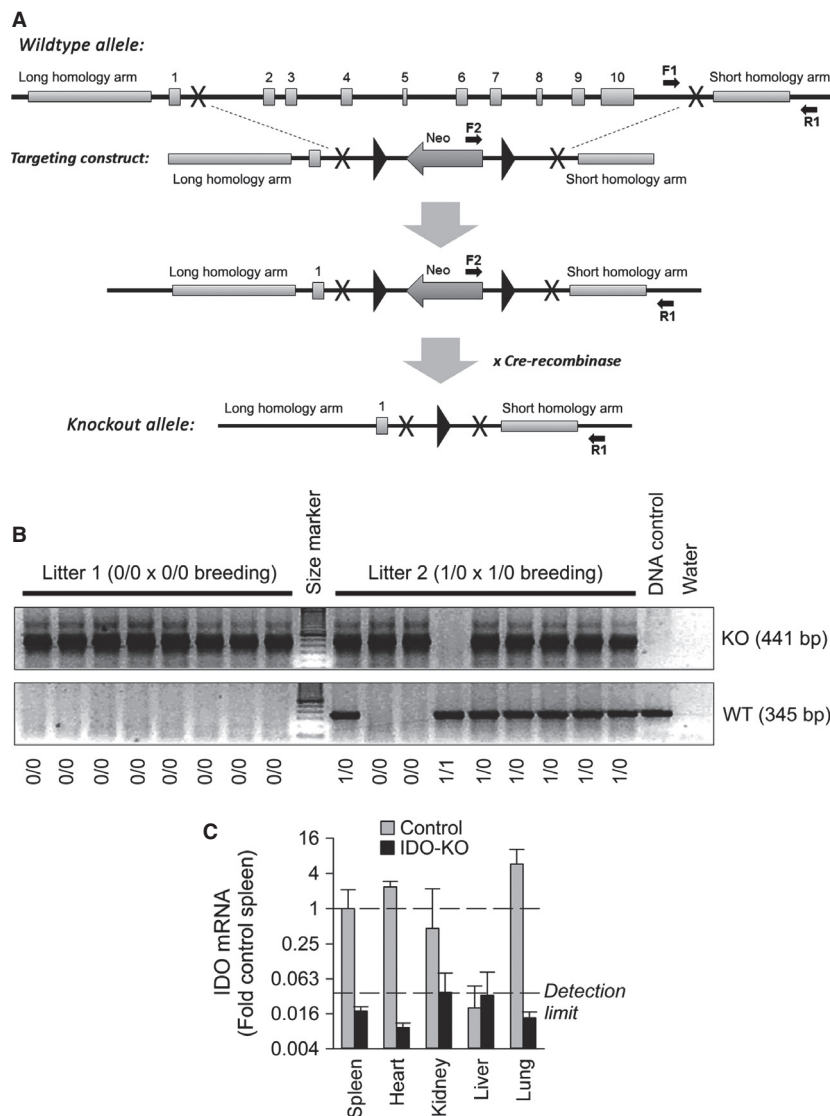 A
Wildtype allele:
Long homology arm 1 2 3 4 5 6 7 8 9 10 F1 Short homology arm
R1
Targeting construct:
Neo F2
Long homology arm Short homology arm
Long homology arm 1 Neo F2 Short homology arm
R1
x Cre-recombinase
Knockout allele:
Long homology arm 1 Short homology arm
R1
B
Litter 1 (0/0 x 0/0 breeding) Size marker Litter 2 (1/0 x 1/0 breeding) DNA control Water
KO (441 bp)
WT (345 bp)
0/0 0/0 0/0 0/0 0/0 0/0 0/0 0/0 1/0 0/0 0/0 1/1 1/0 1/0 1/0 1/0 1/0
C
Control
IDO-KO
IDO mRNA
(Fold control spleen)
16
4
1
0.25
0.063
0.016
0.004
Detection
limit
Spleen Heart Kidney Liver Lung